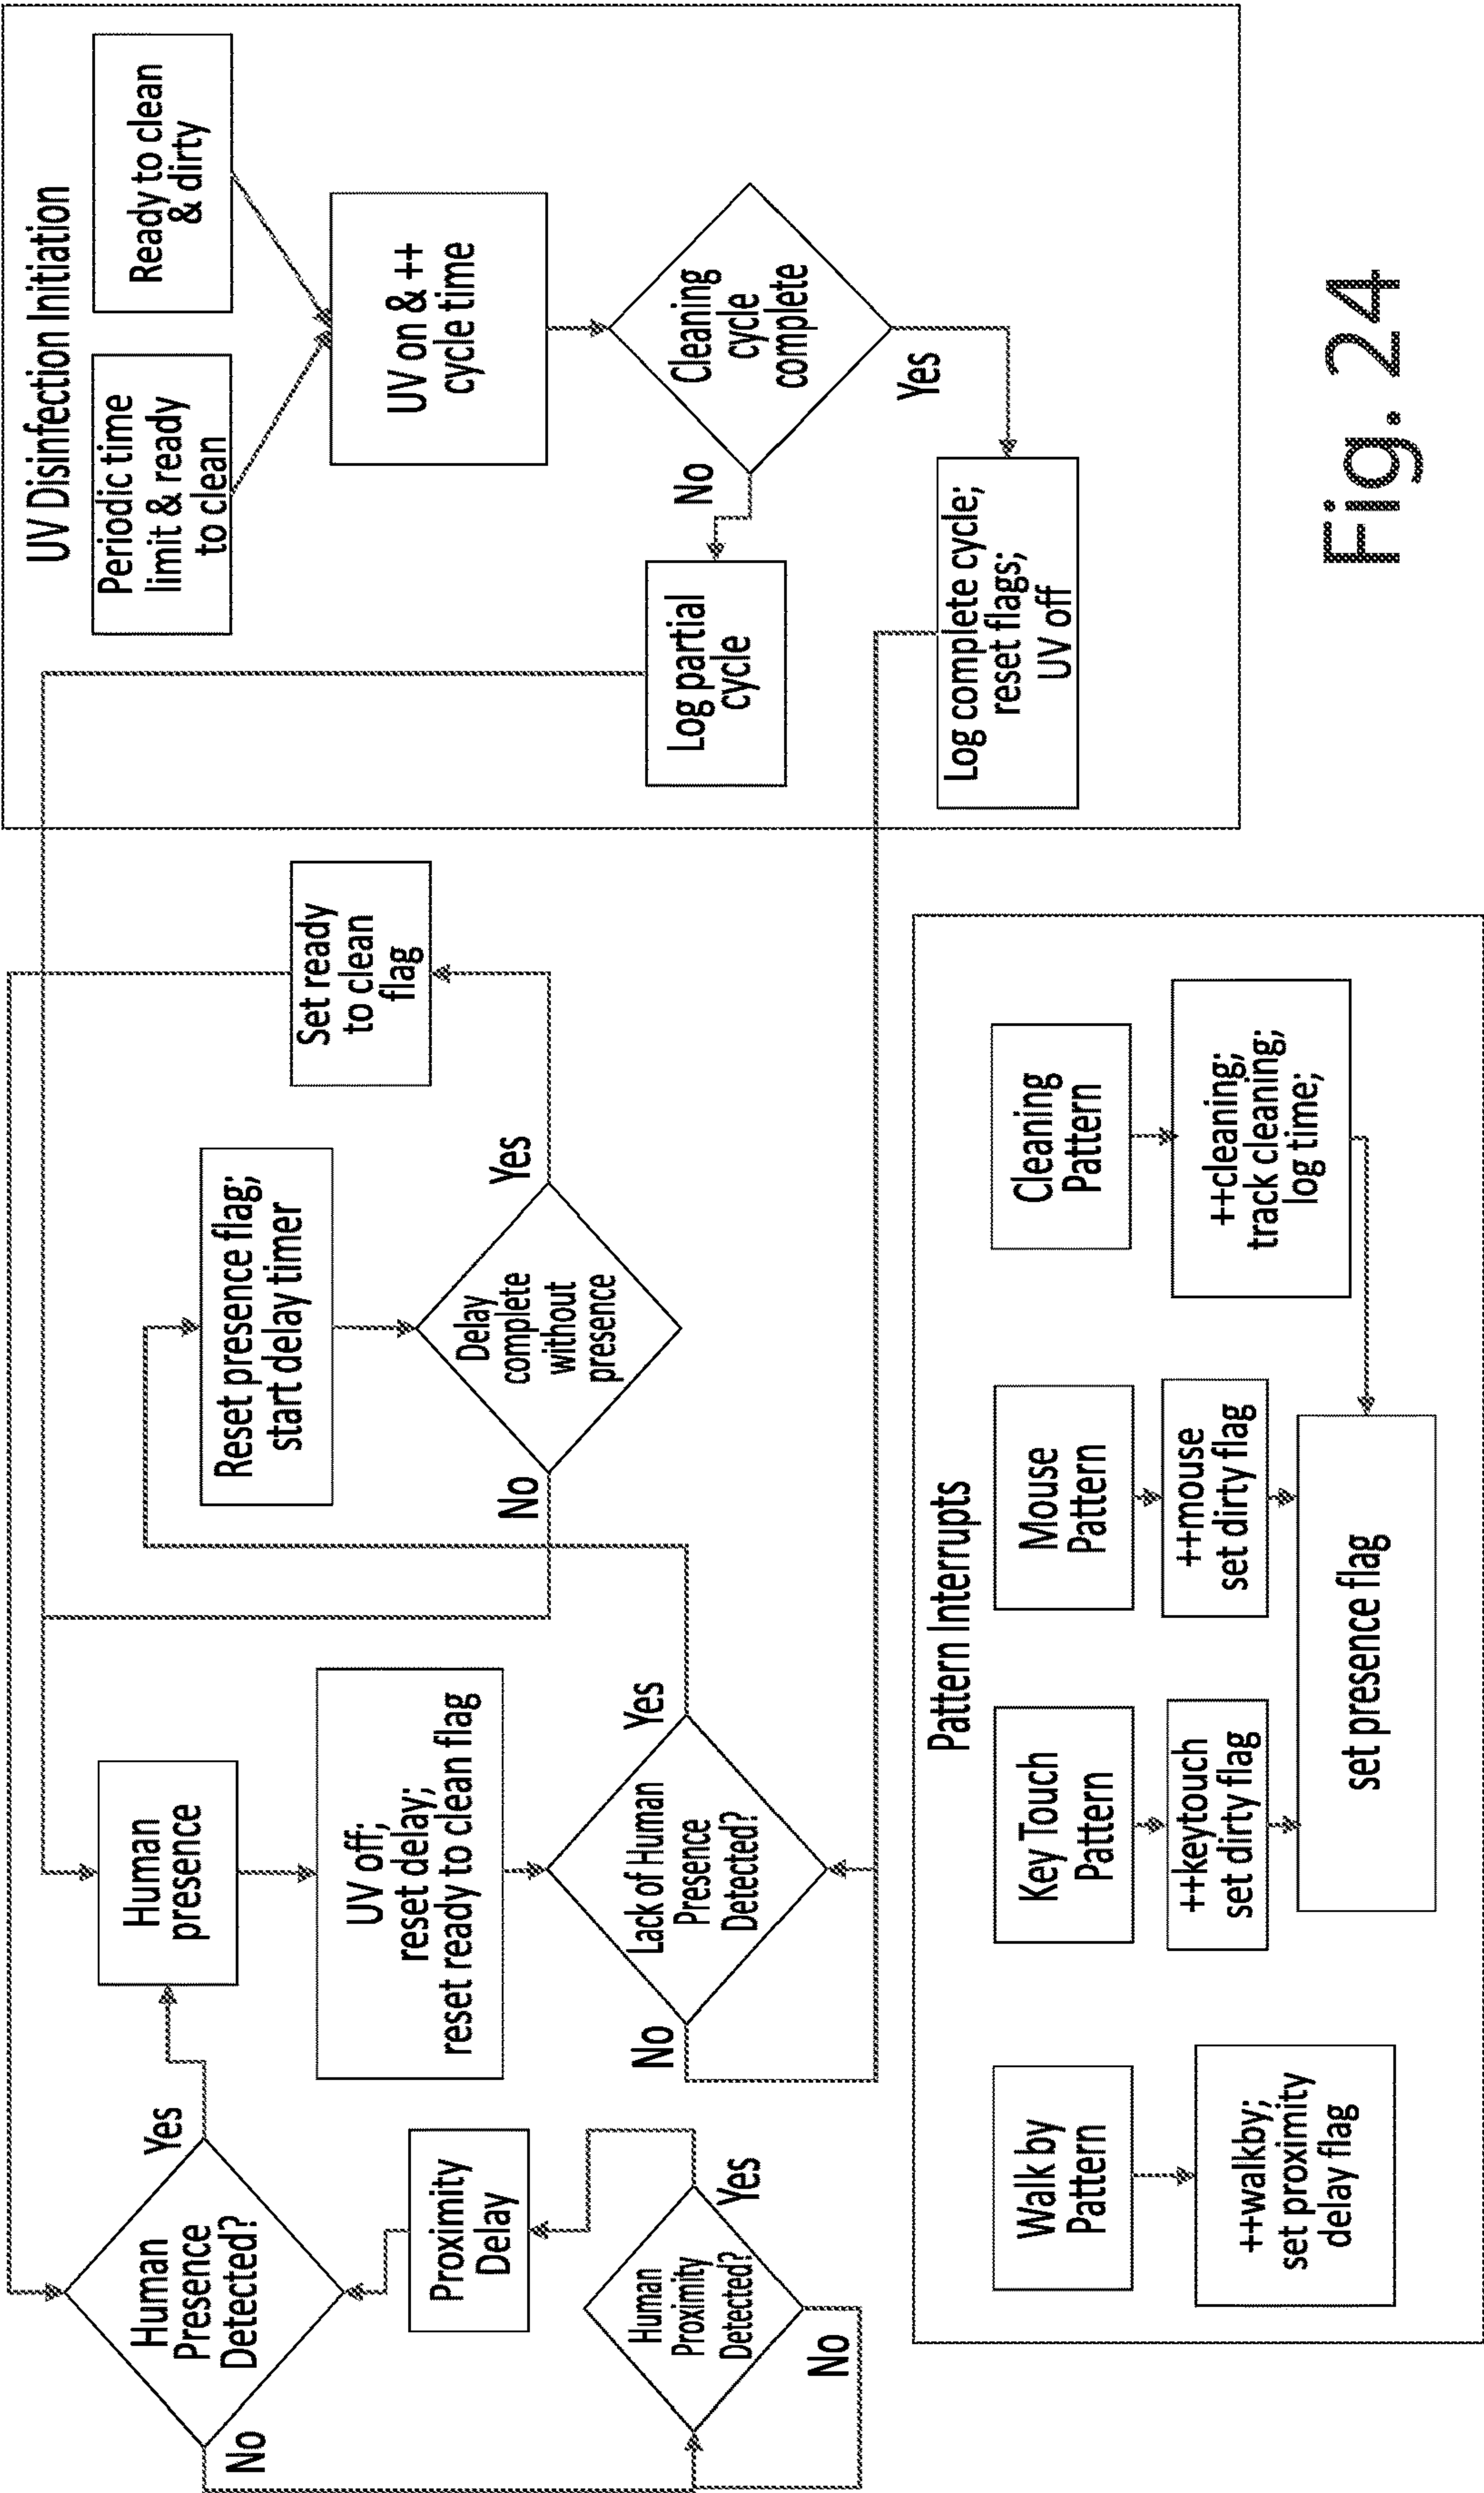 Human
Presence
Detected?
Yes
No
Proximity
Delay
Human
Proximity
Detected?
Yes
No
Human
presence
UV off;
reset delay;
reset ready to clean flag
Lack of Human
Presence
Detected?
Yes
No
Reset presence flag;
start delay timer
Delay
complete
without
presence
No
Yes
Set ready
to clean
flag
UV Disinfection Initiation
Periodic time
limit & ready
to clean
Ready to clean
& dirty
UV on & ++
cycle time
Cleaning
cycle
complete
No
Yes
Log partial
cycle
Log complete cycle;
reset flags;
UV off
Pattern Interrupts
Walk by
Pattern
++walkby;
set proximity
delay flag
Key Touch
Pattern
++keytouch
set dirty flag
Mouse
Pattern
++mouse
set dirty flag
Cleaning
Pattern
++cleaning;
track cleaning;
log time;
set presence flag
Fig. 24